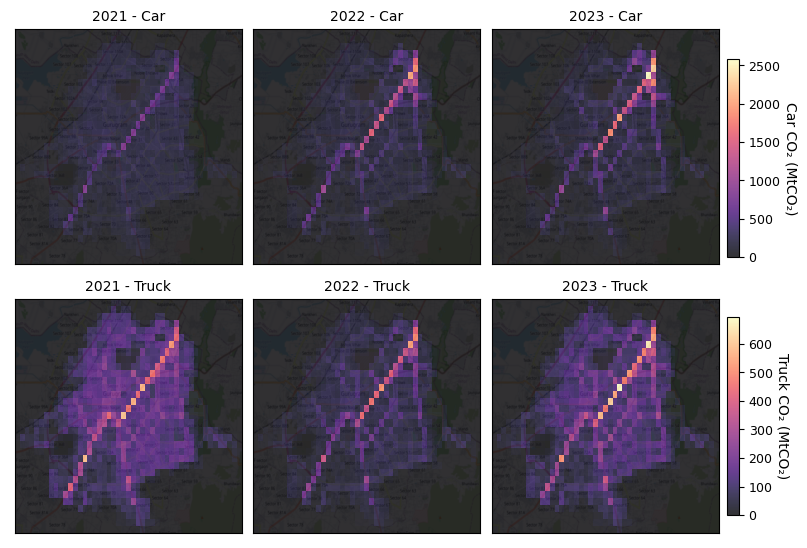 2021 - Car
2022 - Car
2023 - Car
2500
2000
1500
1000
500
0
Car CO₂ (MtCO₂)
2021 - Truck
2022 - Truck
2023 - Truck
600
500
400
300
200
100
0
Truck CO₂ (MtCO₂)